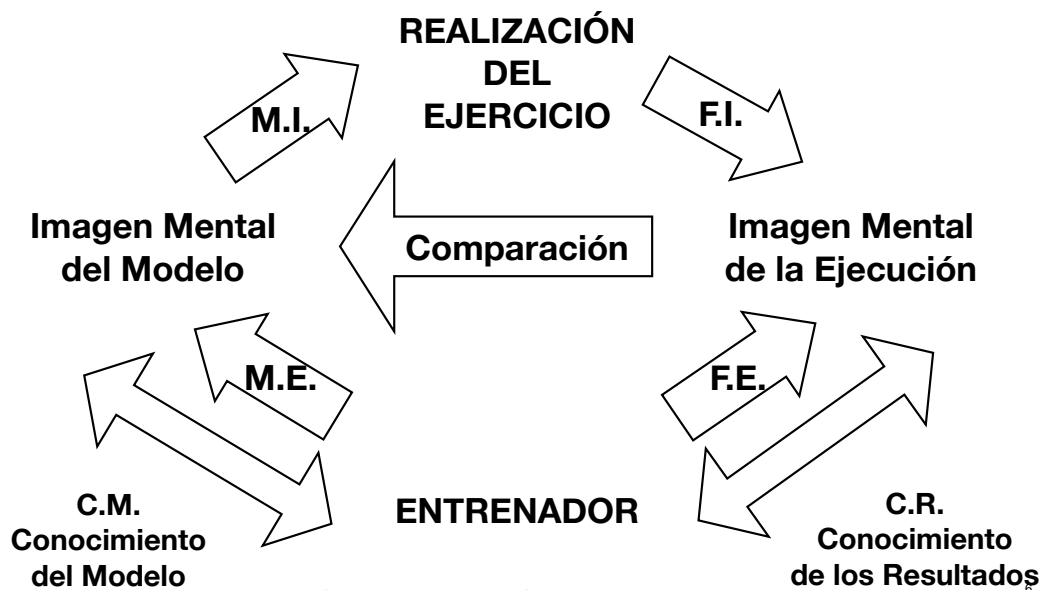 REALIZACIÓN
DEL
EJERCICIO
M.I.
F.I.
Imagen Mental
del Modelo
Comparación
Imagen Mental
de la Ejecución
M.E.
F.E.
C.M.
Conocimiento
del Modelo
ENTRENADOR
C.R.
Conocimiento
de los Resultados